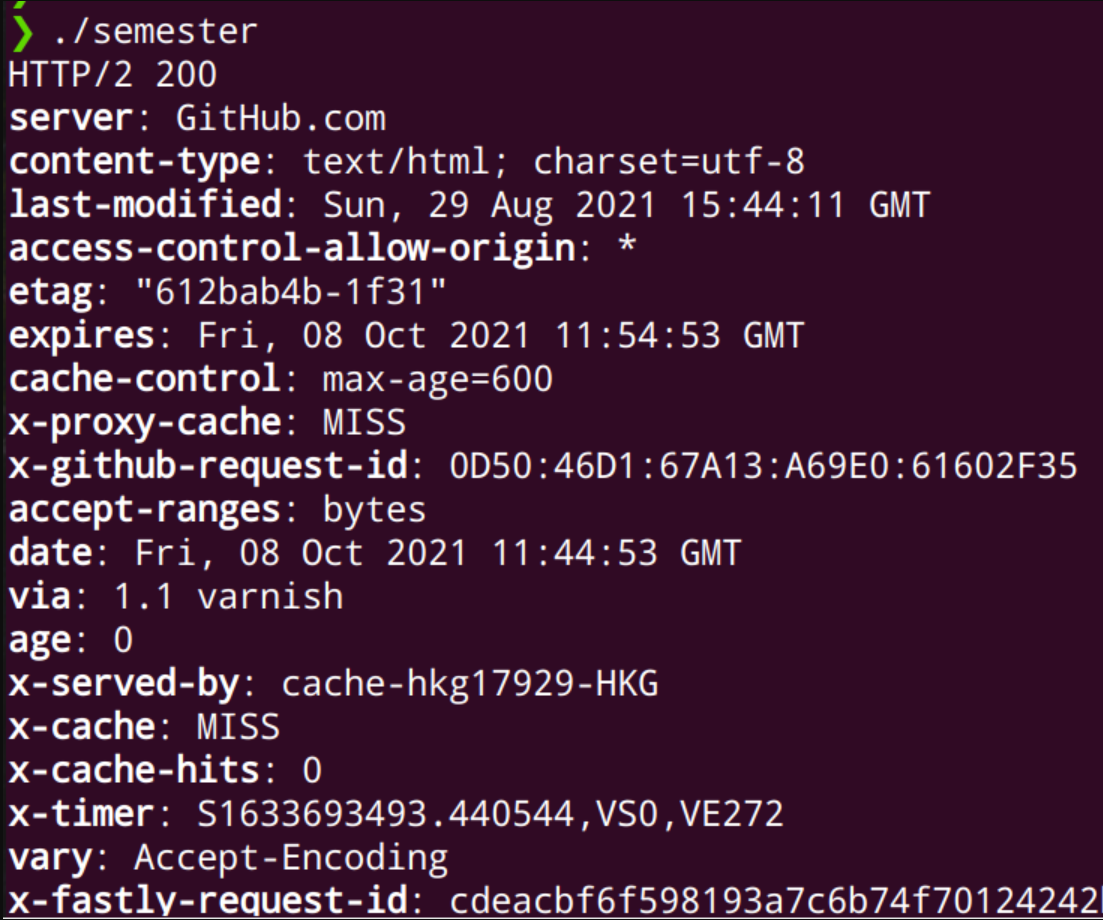 ❯ ./semester
HTTP/2 200
server: GitHub.com
content-type: text/html; charset=utf-8
last-modified: Sun, 29 Aug 2021 15:44:11 GMT
access-control-allow-origin: *
etag: "612bab4b-1f31"
expires: Fri, 08 Oct 2021 11:54:53 GMT
cache-control: max-age=600
x-proxy-cache: MISS
x-github-request-id: 0D50:46D1:67A13:A69E0:61602F35
accept-ranges: bytes
date: Fri, 08 Oct 2021 11:44:53 GMT
via: 1.1 varnish
age: 0
x-served-by: cache-hkg17929-HKG
x-cache: MISS
x-cache-hits: 0
x-timer: S1633693493.440544,VS0,VE272
vary: Accept-Encoding
x-fastly-request-id: cdeacbf6f598193a7c6b74f70124242